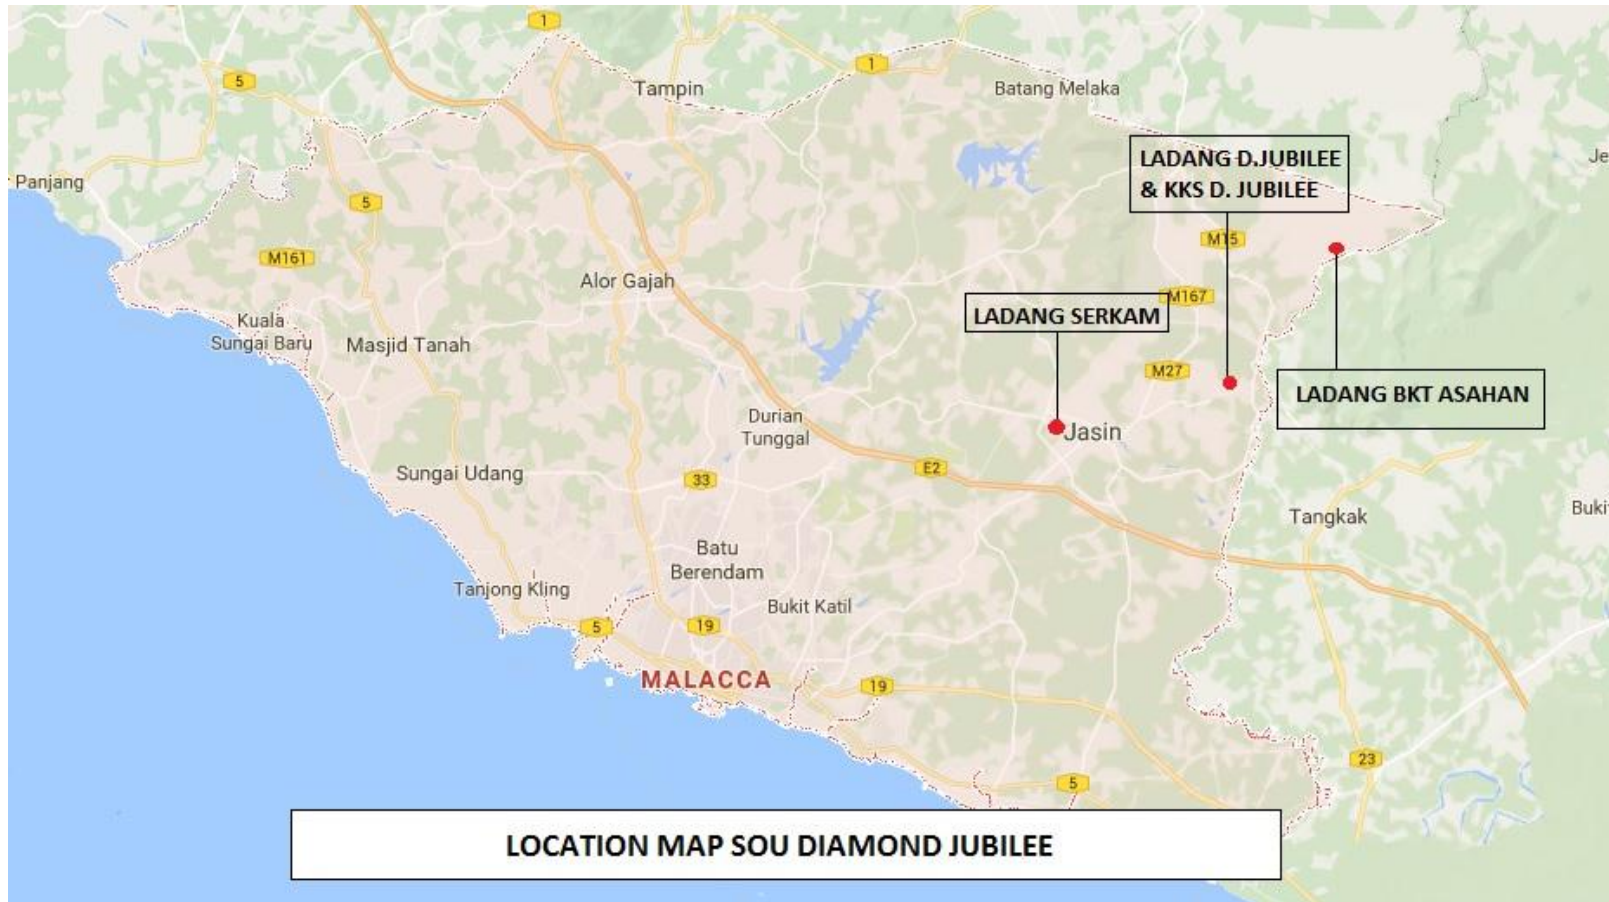 1
5
Tampin
1
Batang Melaka
LADANG D.JUBILEE
& KKS D. JUBILEE
Je
Panjang
5
M161
M15
Alor Gajah
M167
LADANG SERKAM
Kuala
Sungai Baru
Masjid Tanah
M27
LADANG BKT ASAHAN
Durian
Tunggal
Jasin
Sungai Udang
33
E2
Tangkak
Buki
Batu
Berendam
Tanjong Kling
Bukit Katil
5
19
MALACCA
19
23
5
LOCATION MAP SOU DIAMOND JUBILEE